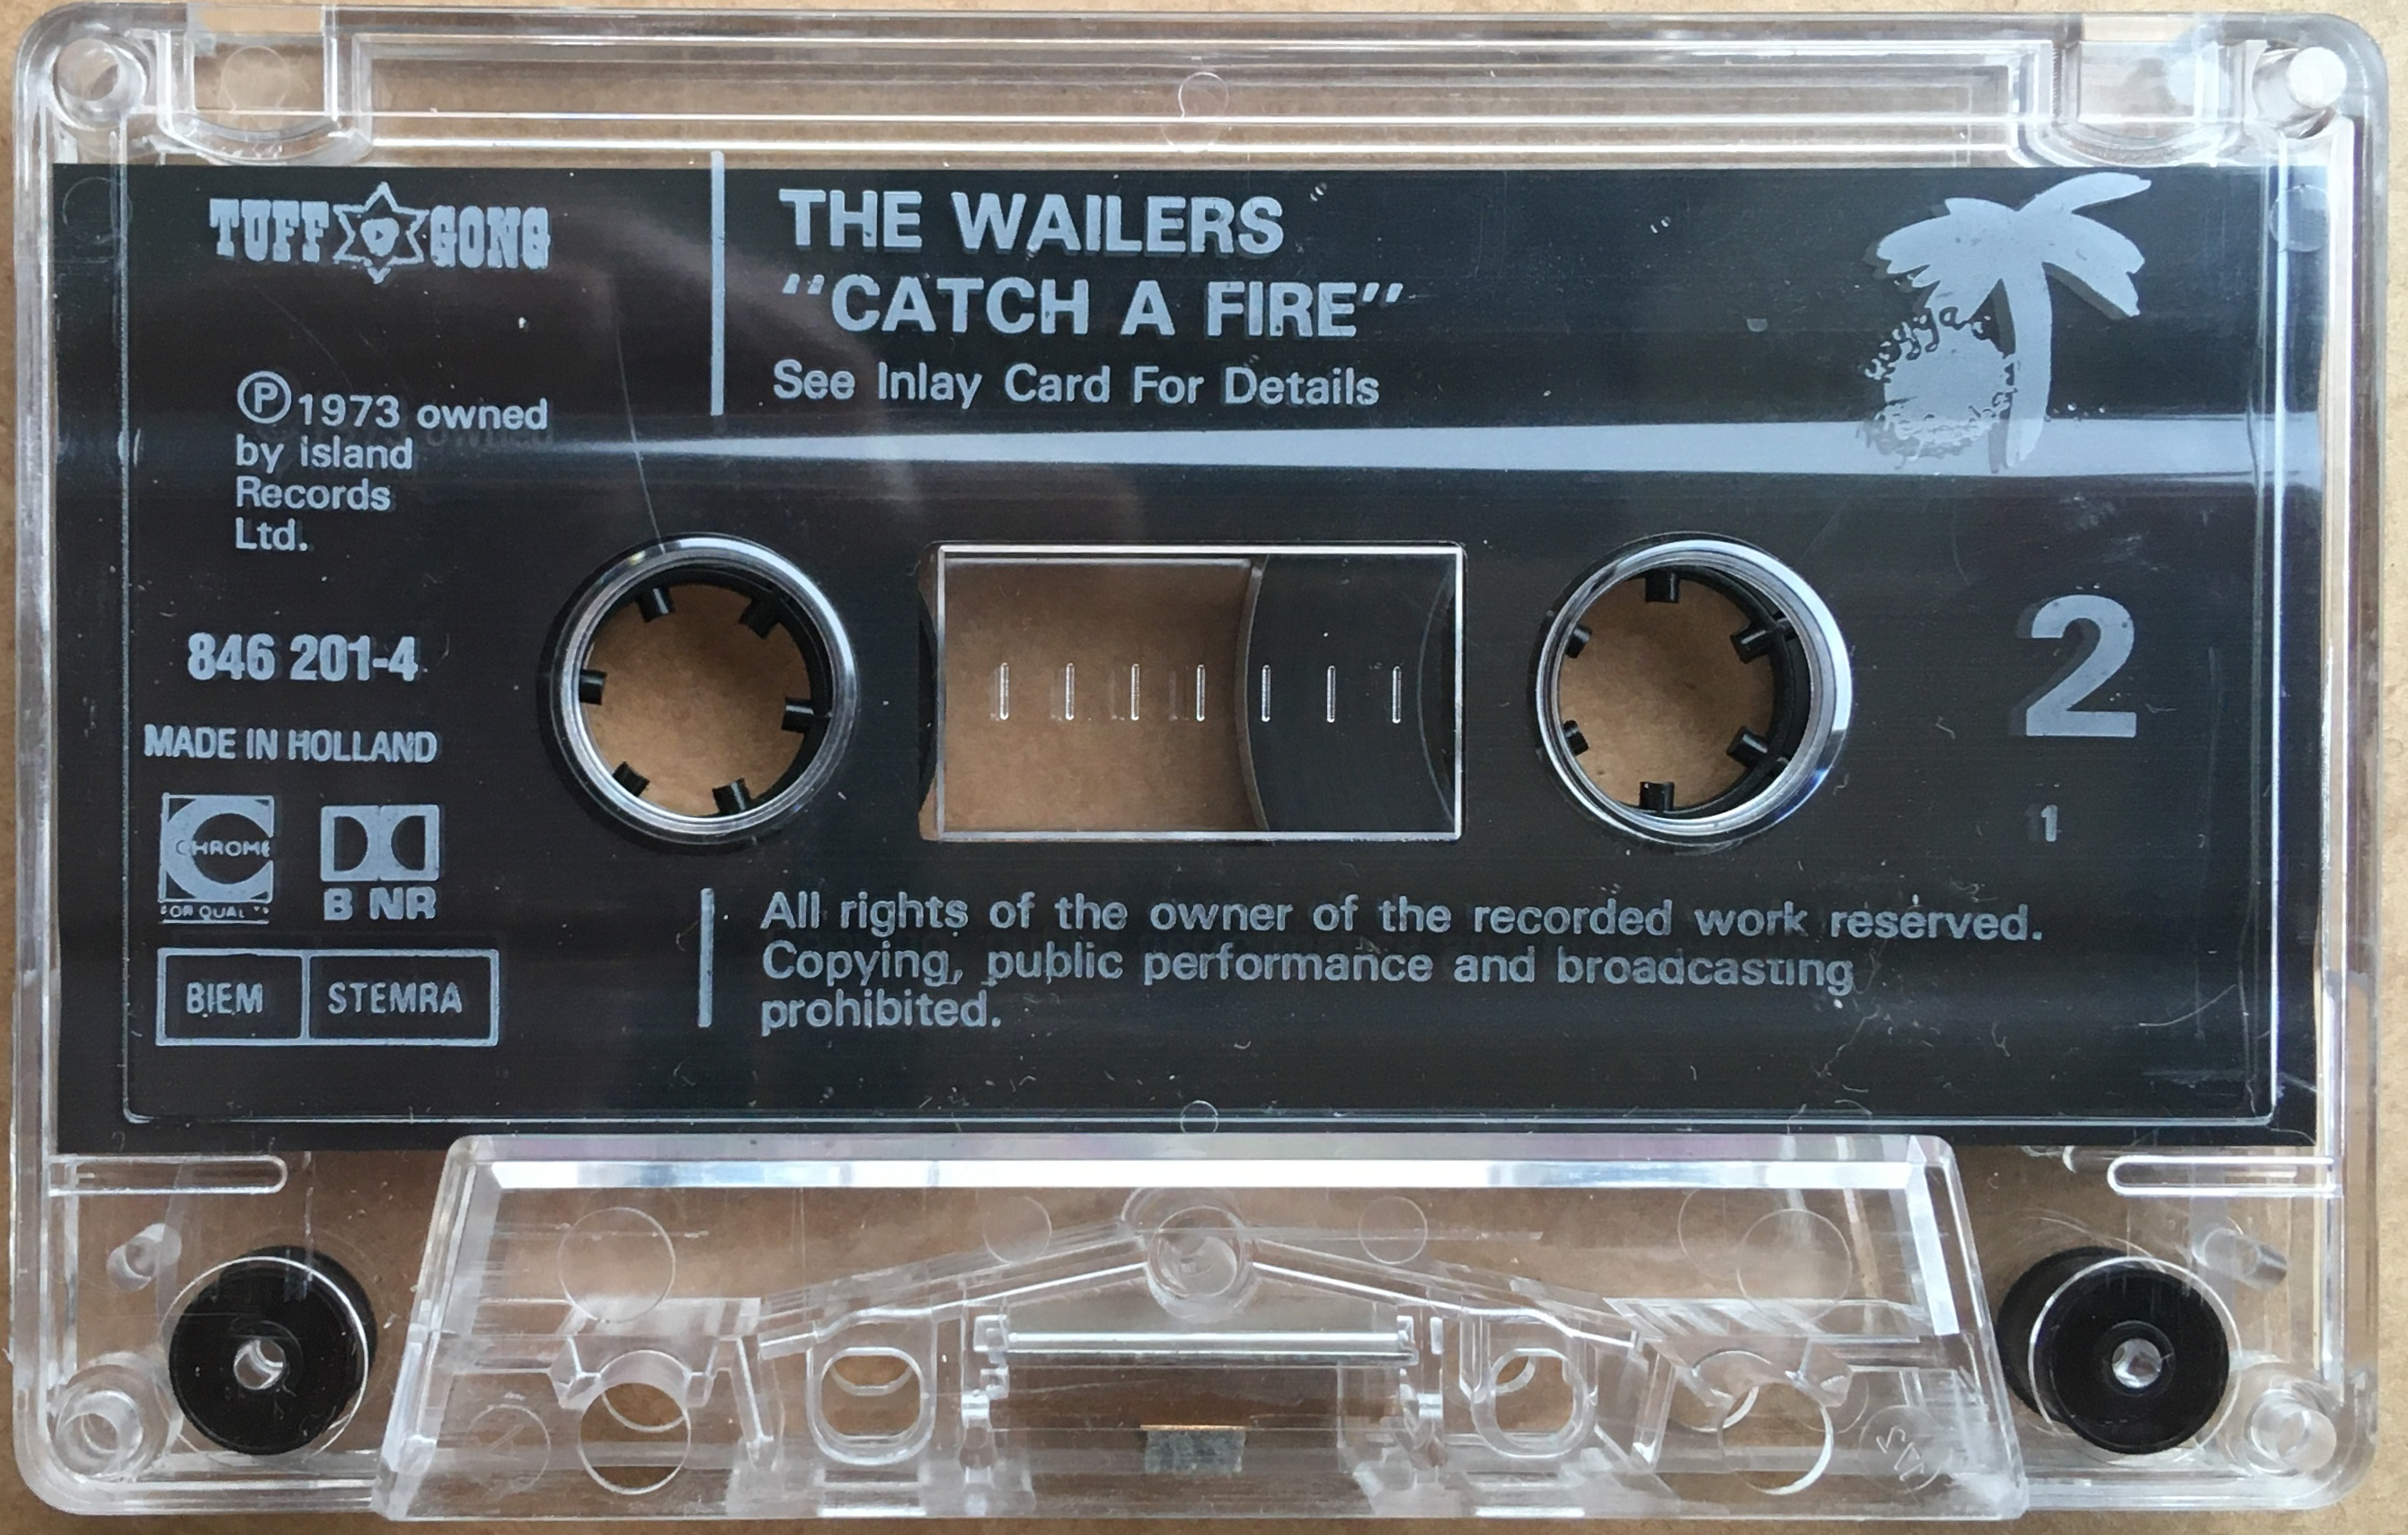 TUFF GONG
THE WAILERS
"CATCH A FIRE"
See Inlay Card For Details
Ⓟ1973 owned
by island
Records
Ltd.
846 201-4
MADE IN HOLLAND
CHROME
B NR
BIEM STEMRA
2
1
All rights of the owner of the recorded work reserved.
Copying, public performance and broadcasting
prohibited.